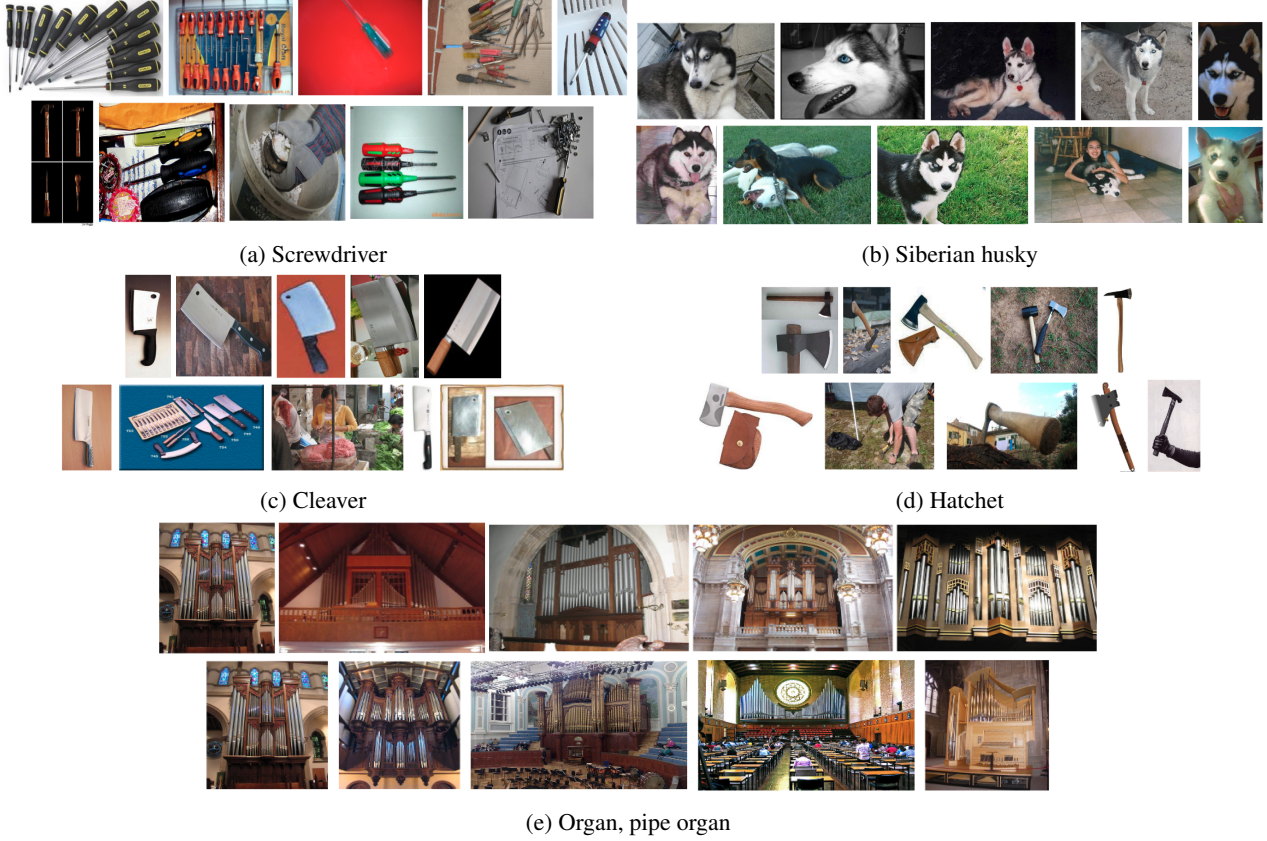 (a) Screwdriver
(b) Siberian husky
(c) Cleaver
(d) Hatchet
(e) Organ, pipe organ